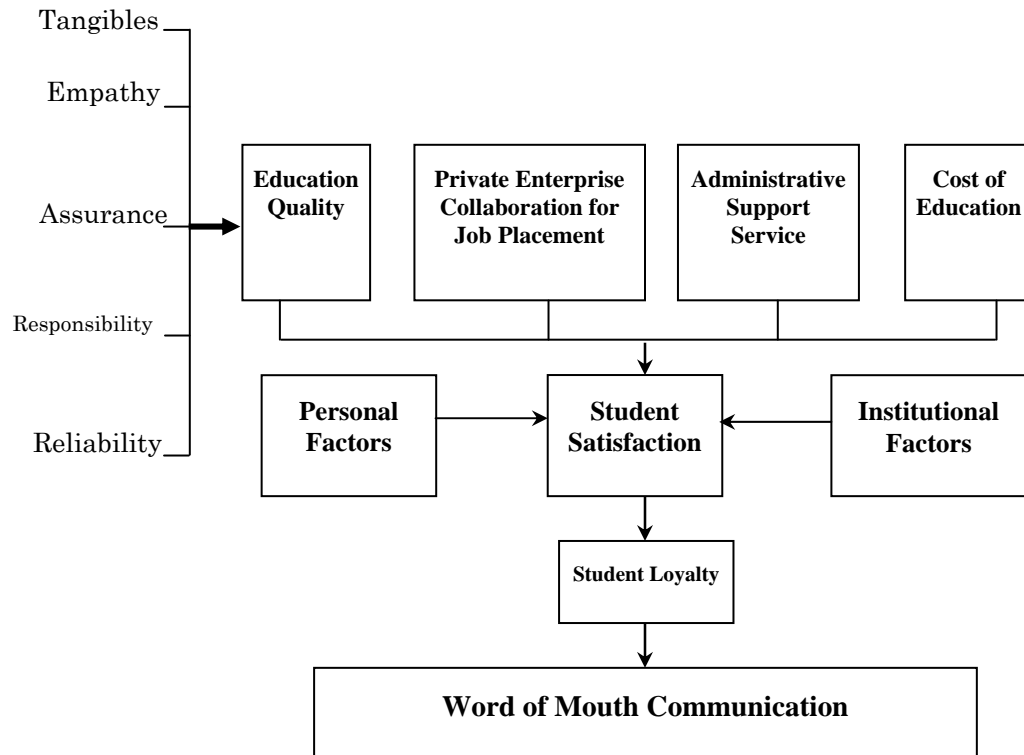 Tangibles
Empathy
Assurance
Responsibility
Reliability
Education
Quality
Private Enterprise
Collaboration for
Job Placement
Administrative
Support
Service
Cost of
Education
Personal
Factors
Student
Satisfaction
Institutional
Factors
Student Loyalty
Word of Mouth Communication